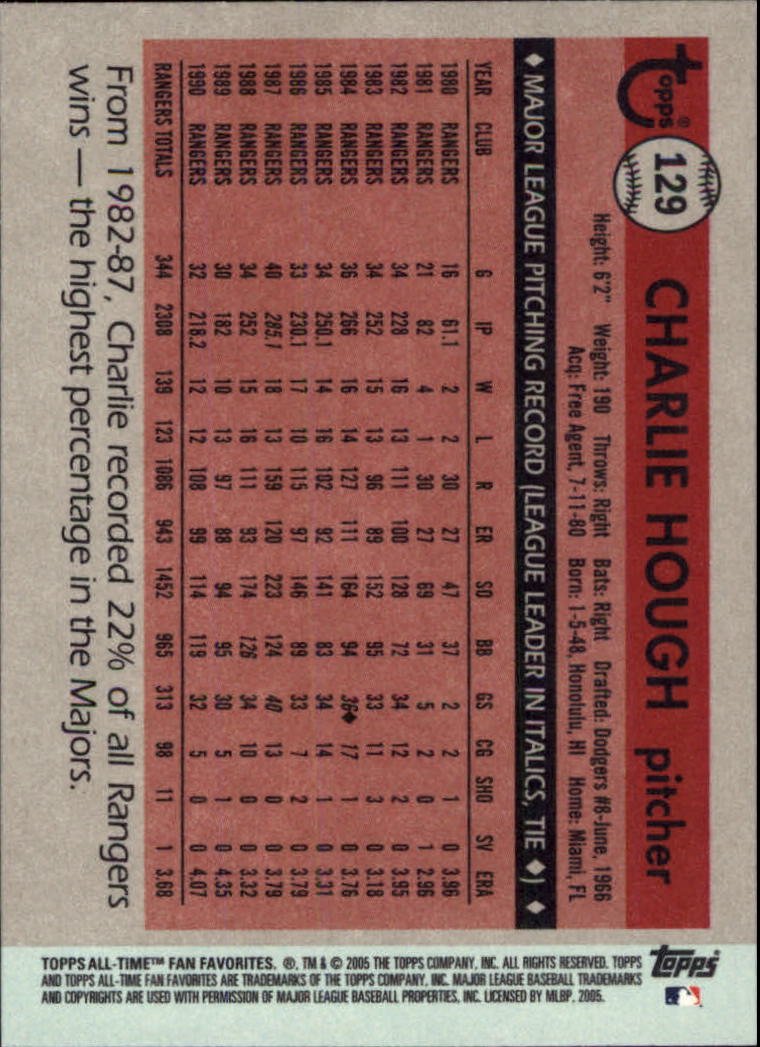 Topps® 129 CHARLIE HOUGH pitcher
Height: 6'2" Weight: 190 Throws: Right Bats: Right Drafted: Dodgers #8-June, 1966
Acq: Free Agent, 7-11-80 Born: 1-5-48, Honolulu, HI Home: Miami, FL
♦ MAJOR LEAGUE PITCHING RECORD (LEAGUE LEADER IN ITALICS, TIE ♦) ♦
YEAR CLUB G IP W L R ER SO BB GS CG SHO SV ERA
1980 RANGERS 16 61.1 2 2 30 27 47 37 2 2 1 0 3.96
1981 RANGERS 21 82 4 1 30 27 69 31 5 2 0 1 2.96
1982 RANGERS 34 228 16 13 111 100 128 72 34 12 2 0 3.95
1983 RANGERS 34 252 15 13 96 89 152 95 33 11 3 0 3.18
1984 RANGERS 36 266 16 14 127 111 164 94 36♦ 17 1 0 3.76
1985 RANGERS 34 250.1 14 16 102 92 141 83 34 14 1 0 3.31
1986 RANGERS 33 230.1 17 10 115 97 146 89 33 7 2 0 3.79
1987 RANGERS 40 285.1 18 13 159 120 223 124 40 13 0 0 3.79
1988 RANGERS 34 252 15 16 111 93 174 126 34 10 0 0 3.32
1989 RANGERS 30 182 10 13 97 88 94 95 30 5 1 0 4.35
1990 RANGERS 32 218.2 12 12 108 99 114 119 32 5 0 0 4.07
RANGERS TOTALS 344 2308 139 123 1086 943 1452 965 313 98 11 1 3.68
From 1982-87, Charlie recorded 22% of all Rangers
wins — the highest percentage in the Majors.
TOPPS ALL-TIME™ FAN FAVORITES. ®, TM & © 2005 THE TOPPS COMPANY, INC. ALL RIGHTS RESERVED. TOPPS
AND TOPPS ALL-TIME FAN FAVORITES ARE TRADEMARKS OF THE TOPPS COMPANY, INC. MAJOR LEAGUE BASEBALL TRADEMARKS
AND COPYRIGHTS ARE USED WITH PERMISSION OF MAJOR LEAGUE BASEBALL PROPERTIES, INC. LICENSED BY MLBP, 2005.
Topps